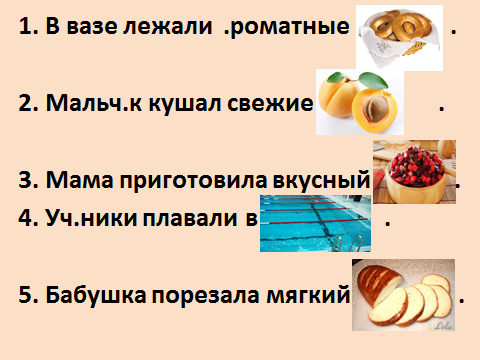 1. В вазе лежали .роматные .
2. Мальч.к кушал свежие .
3. Мама приготовила вкусный .
4. Уч.ники плавали в .
5. Бабушка порезала мягкий .
Lola